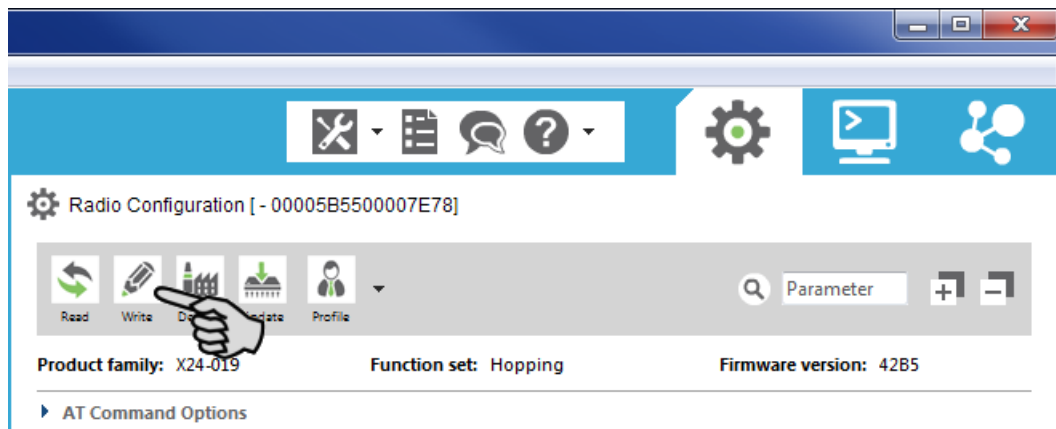 Radio Configuration [ - 00005B5500007E78]
Parameter
Read Write Profile
Product family: X24-019 Function set: Hopping Firmware version: 42B5
AT Command Options